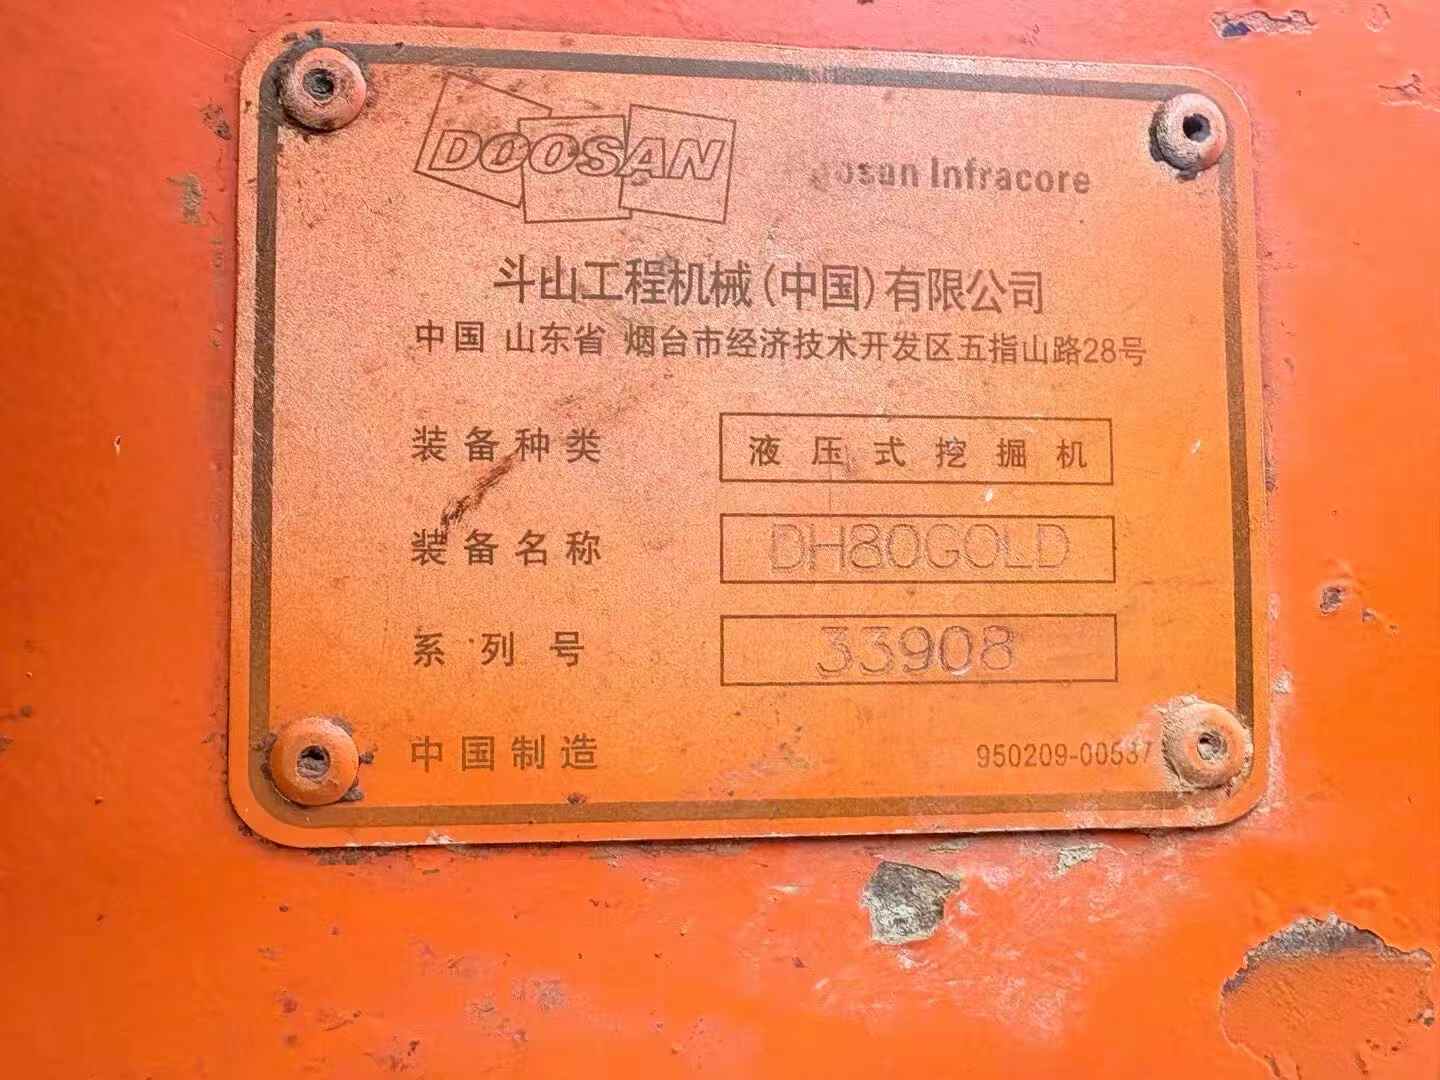 DOOSAN
Doosan Infracore
斗山工程机械(中国)有限公司
中国 山东省 烟台市经济技术开发区五指山路28号
装备种类 液压式挖掘机
装备名称 DH80GOLD
系列号 33908
中国制造 950209-00537